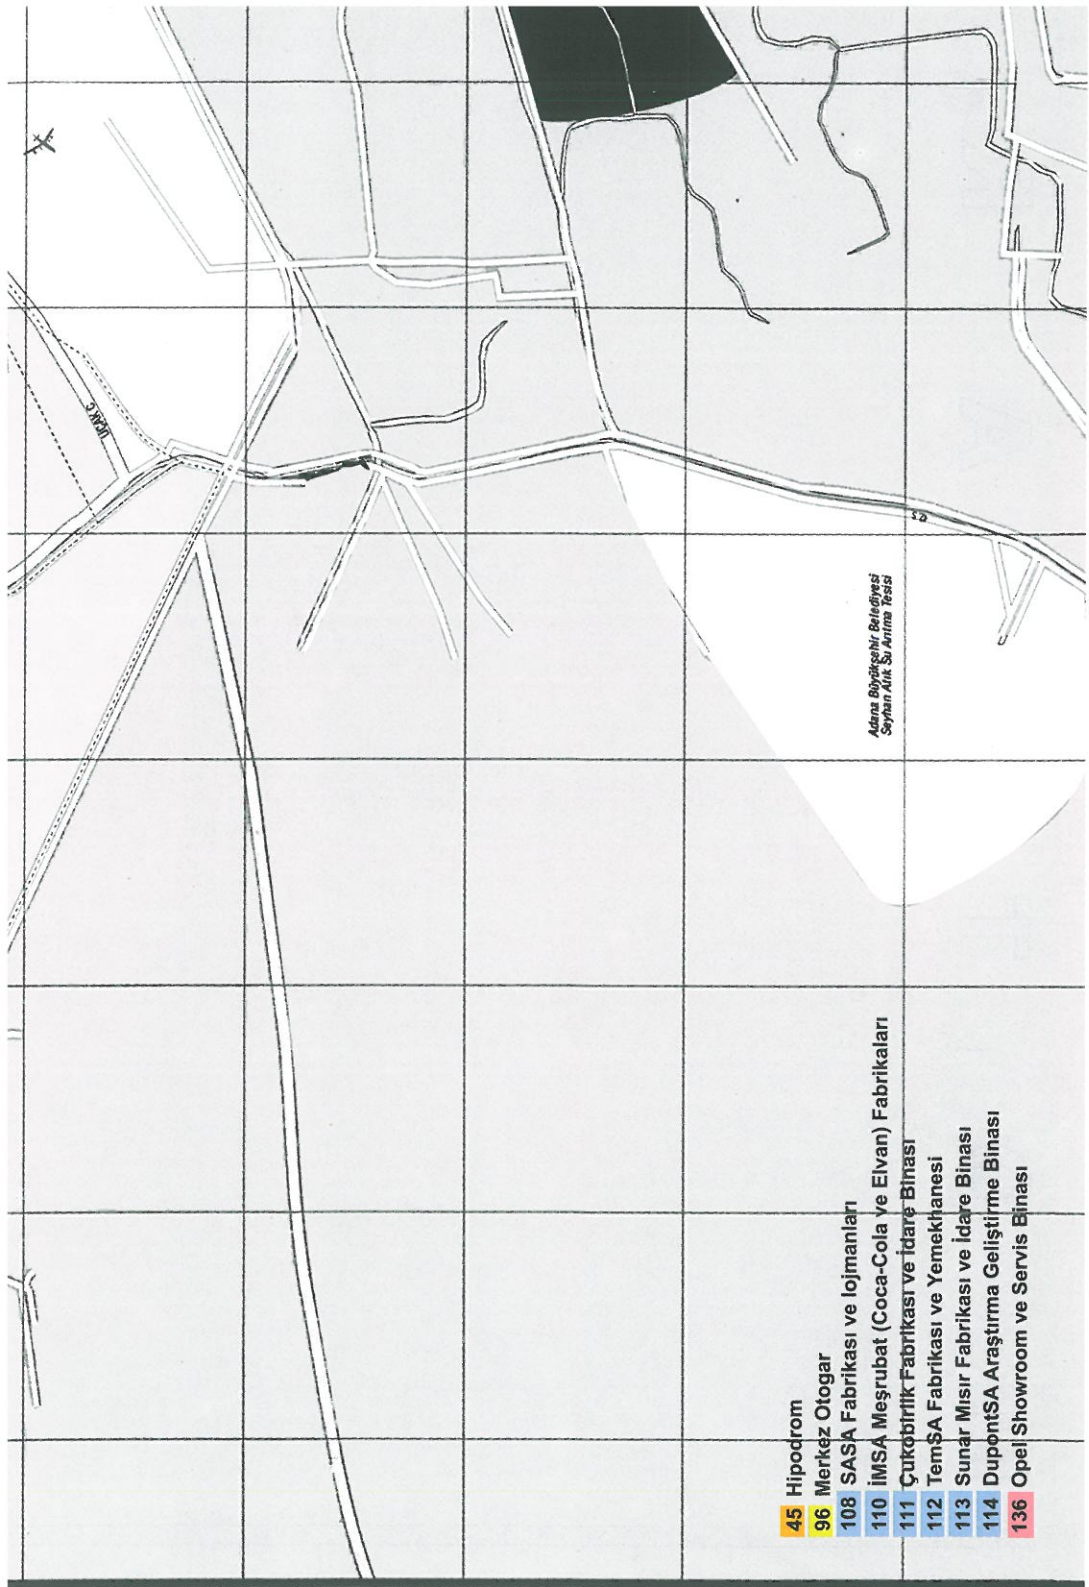 UÇAK C.
Adana Büyükşehir Belediyesi
Seyhan Atık Su Arıtma Tesisi
45 Hipodrom
96 Merkez Otogar
108 SASA Fabrikası ve lojmanları
110 İMSA Meşrubat (Coca-Cola ve Elvan) Fabrikaları
111 Çukobirlik Fabrikası ve İdare Binası
112 TemSA Fabrikası ve Yemekhanesi
113 Sunar Mısır Fabrikası ve İdare Binası
114 DupontSA Araştırma Geliştirme Binası
136 Opel Showroom ve Servis Binası